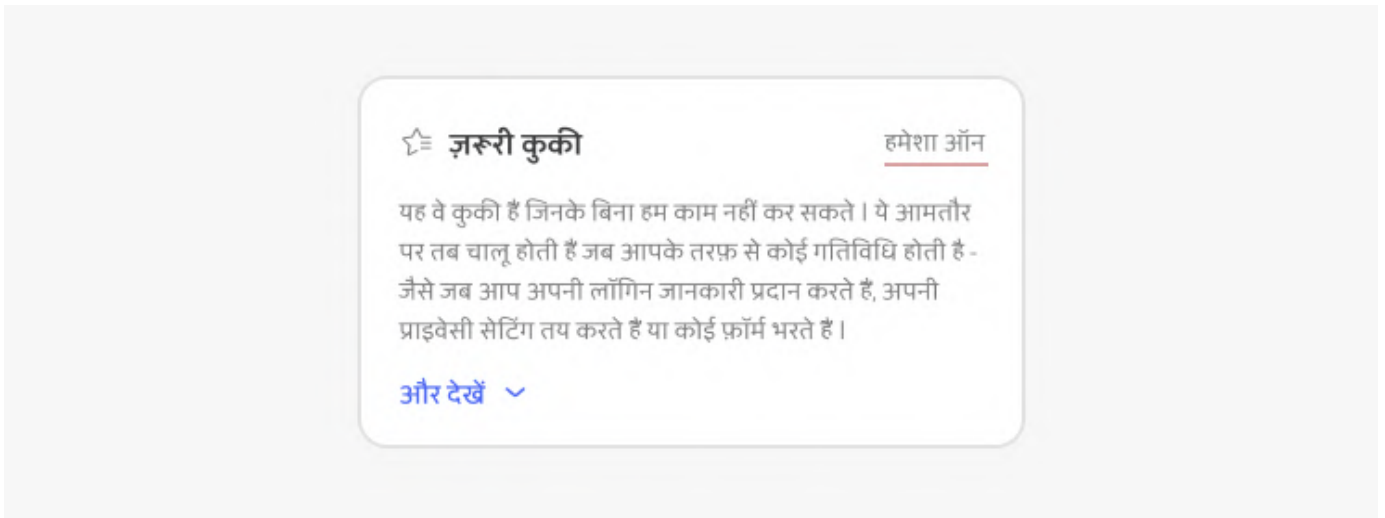 ज़रूरी कुकी
हमेशा ऑन
यह वे कुकी हैं जिनके बिना हम काम नहीं कर सकते । ये आमतौर
पर तब चालू होती हैं जब आपके तरफ़ से कोई गतिविधि होती है -
जैसे जब आप अपनी लॉगिन जानकारी प्रदान करते हैं, अपनी
प्राइवेसी सेटिंग तय करते हैं या कोई फ़ॉर्म भरते हैं ।
और देखें